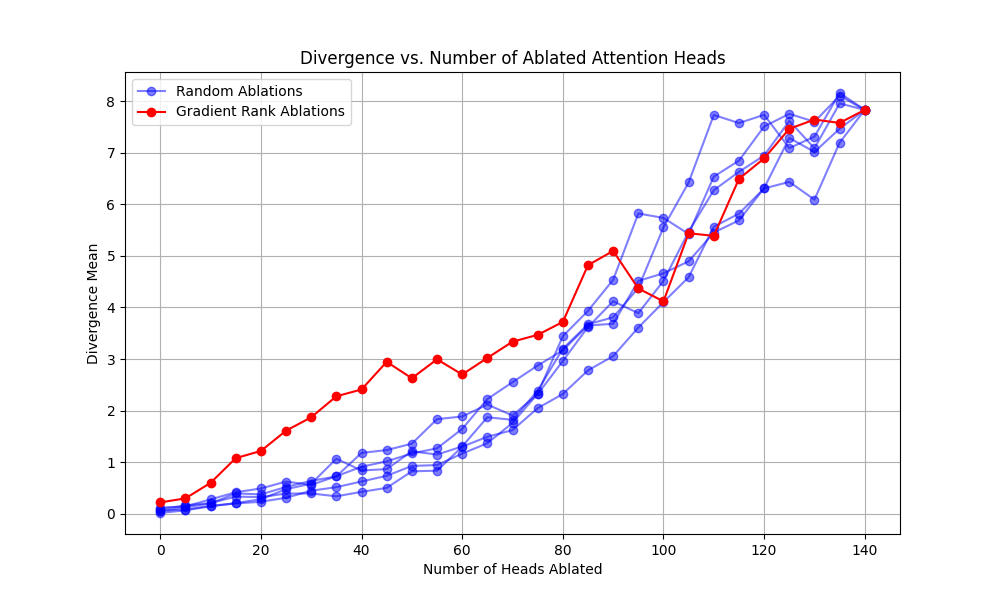 Divergence vs. Number of Ablated Attention Heads
Random Ablations
Gradient Rank Ablations
Divergence Mean
8
7
6
5
4
3
2
1
0
0 20 40 60 80 100 120 140
Number of Heads Ablated